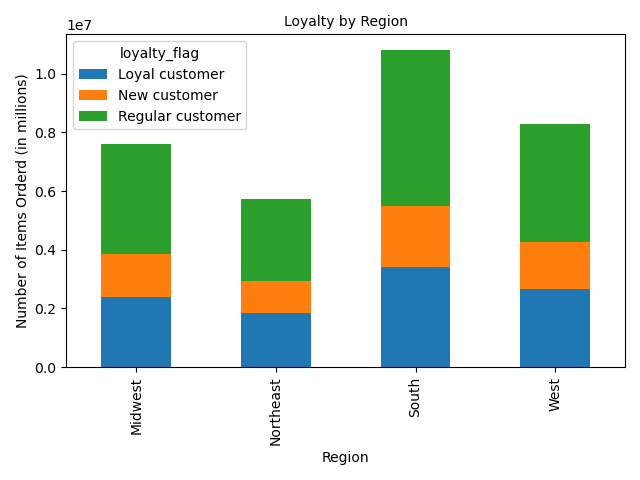 Loyalty by Region
1e7
loyalty_flag
Loyal customer
New customer
Regular customer
Number of Items Orderd (in millions)
1.0
0.8
0.6
0.4
0.2
0.0
Midwest
Northeast
South
West
Region